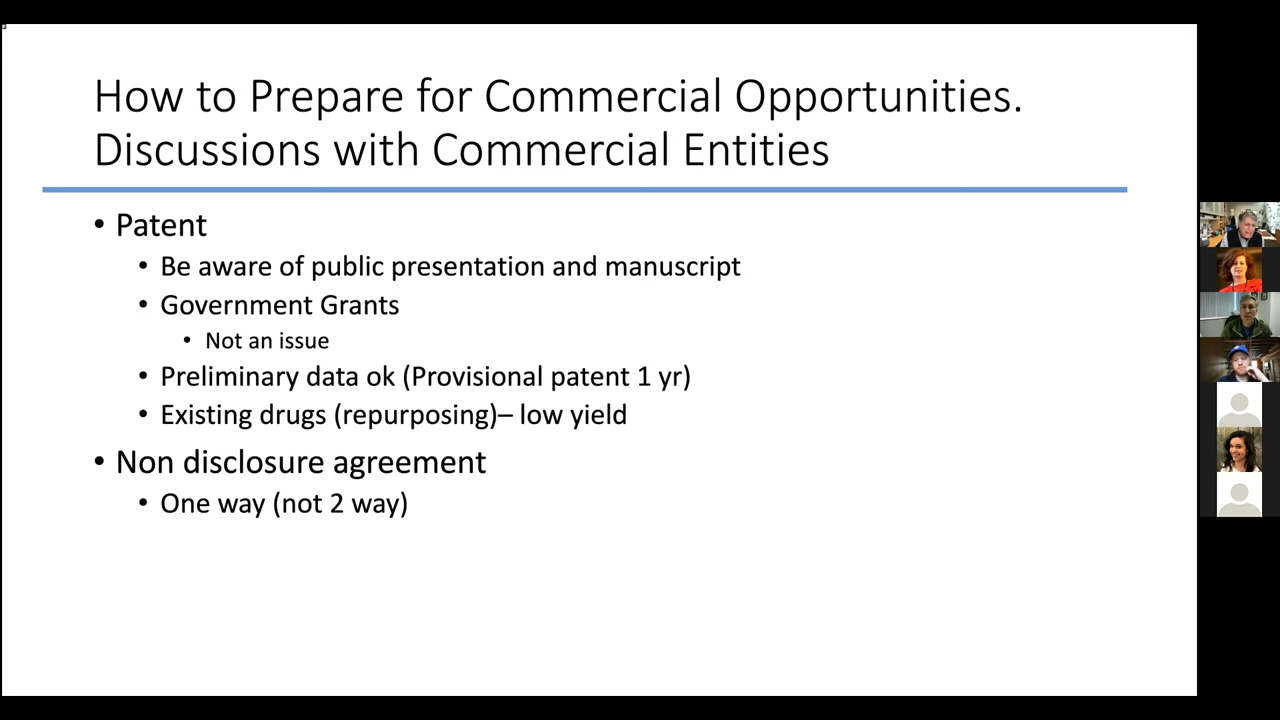 How to Prepare for Commercial Opportunities.
Discussions with Commercial Entities
• Patent
• Be aware of public presentation and manuscript
• Government Grants
• Not an issue
• Preliminary data ok (Provisional patent 1 yr)
• Existing drugs (repurposing)– low yield
• Non disclosure agreement
• One way (not 2 way)